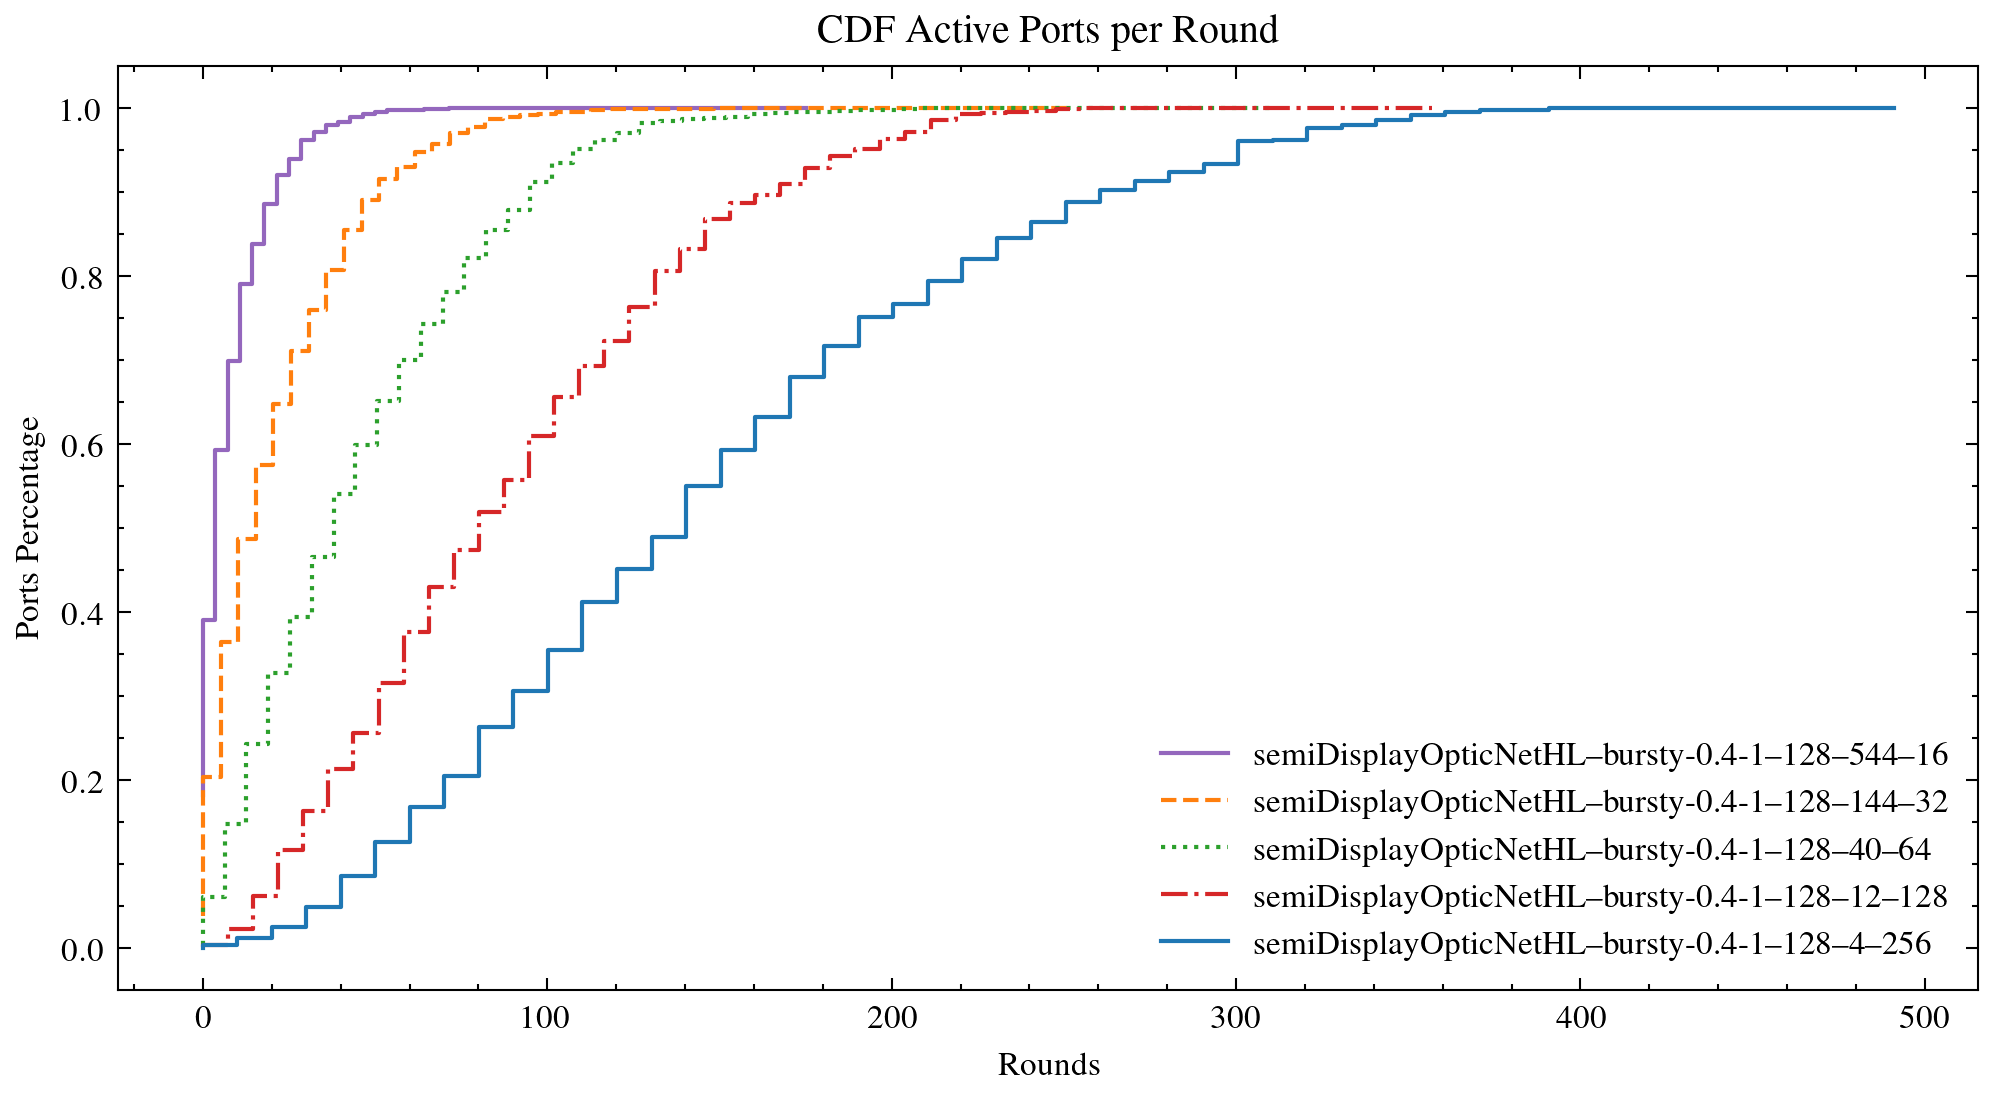 CDF Active Ports per Round
Ports Percentage
1.0
0.8
0.6
0.4
0.2
0.0
semiDisplayOpticNetHL–bursty-0.4-1–128–544–16
semiDisplayOpticNetHL–bursty-0.4-1–128–144–32
semiDisplayOpticNetHL–bursty-0.4-1–128–40–64
semiDisplayOpticNetHL–bursty-0.4-1–128–12–128
semiDisplayOpticNetHL–bursty-0.4-1–128–4–256
0 100 200 300 400 500
Rounds